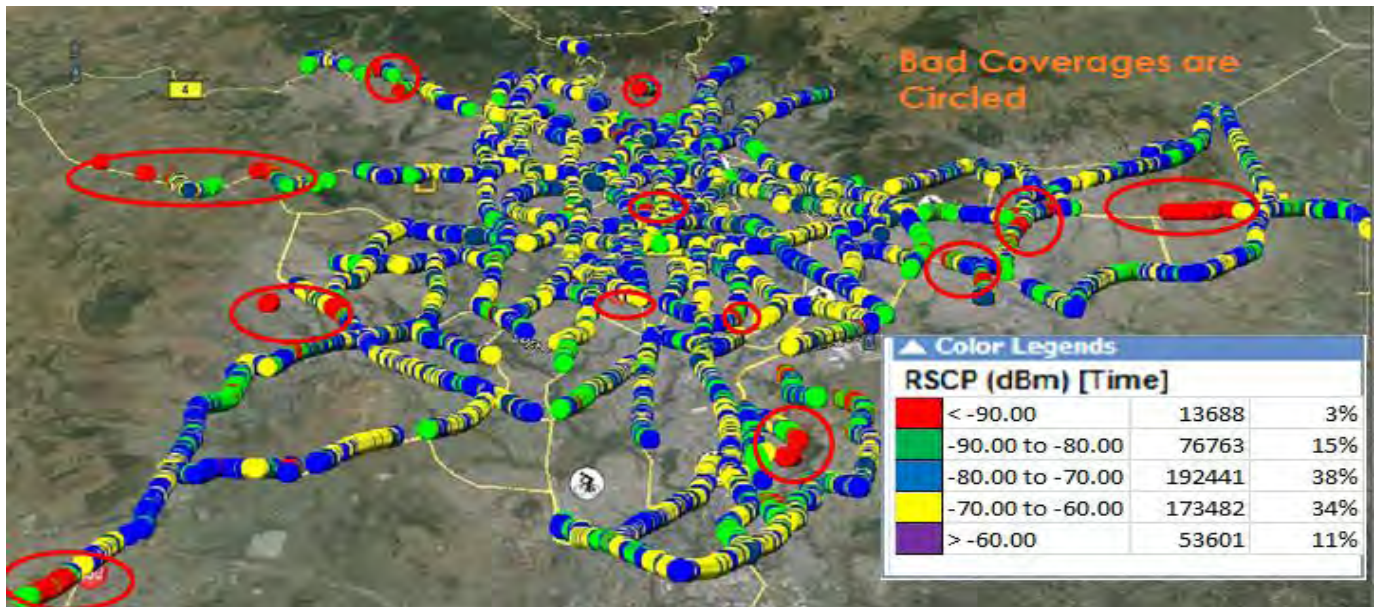 Bad Coverages are
Circled
4
Color Legends
RSCP (dBm) [Time]
< -90.00 13688 3%
-90.00 to -80.00 76763 15%
-80.00 to -70.00 192441 38%
-70.00 to -60.00 173482 34%
> -60.00 53601 11%